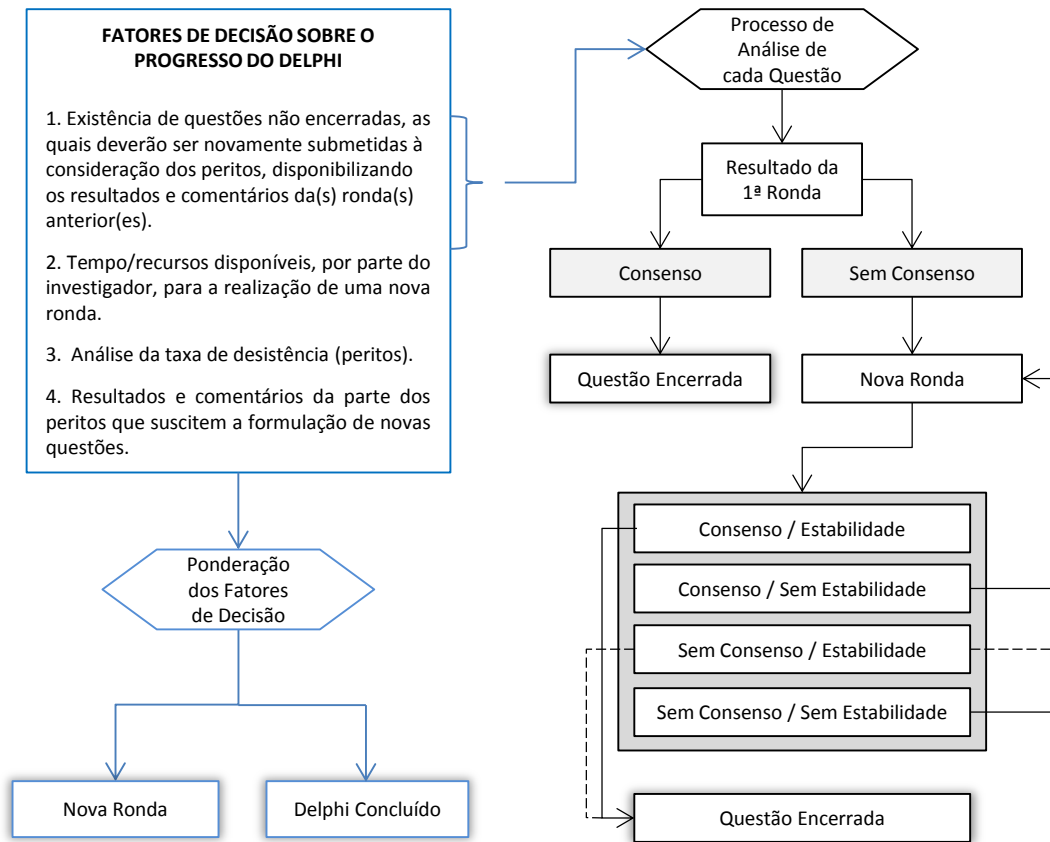 FATORES DE DECISÃO SOBRE O
PROGRESSO DO DELPHI
1. Existência de questões não encerradas, as
quais deverão ser novamente submetidas à
consideração dos peritos, disponibilizando
os resultados e comentários da(s) ronda(s)
anterior(es).
2. Tempo/recursos disponíveis, por parte do
investigador, para a realização de uma nova
ronda.
3. Análise da taxa de desistência (peritos).
4. Resultados e comentários da parte dos
peritos que suscitem a formulação de novas
questões.
Ponderação
dos Fatores
de Decisão
Nova Ronda
Delphi Concluído
Processo de
Análise de
cada Questão
Resultado da
1ª Ronda
Consenso
Sem Consenso
Questão Encerrada
Nova Ronda
Consenso / Estabilidade
Consenso / Sem Estabilidade
Sem Consenso / Estabilidade
Sem Consenso / Sem Estabilidade
Questão Encerrada